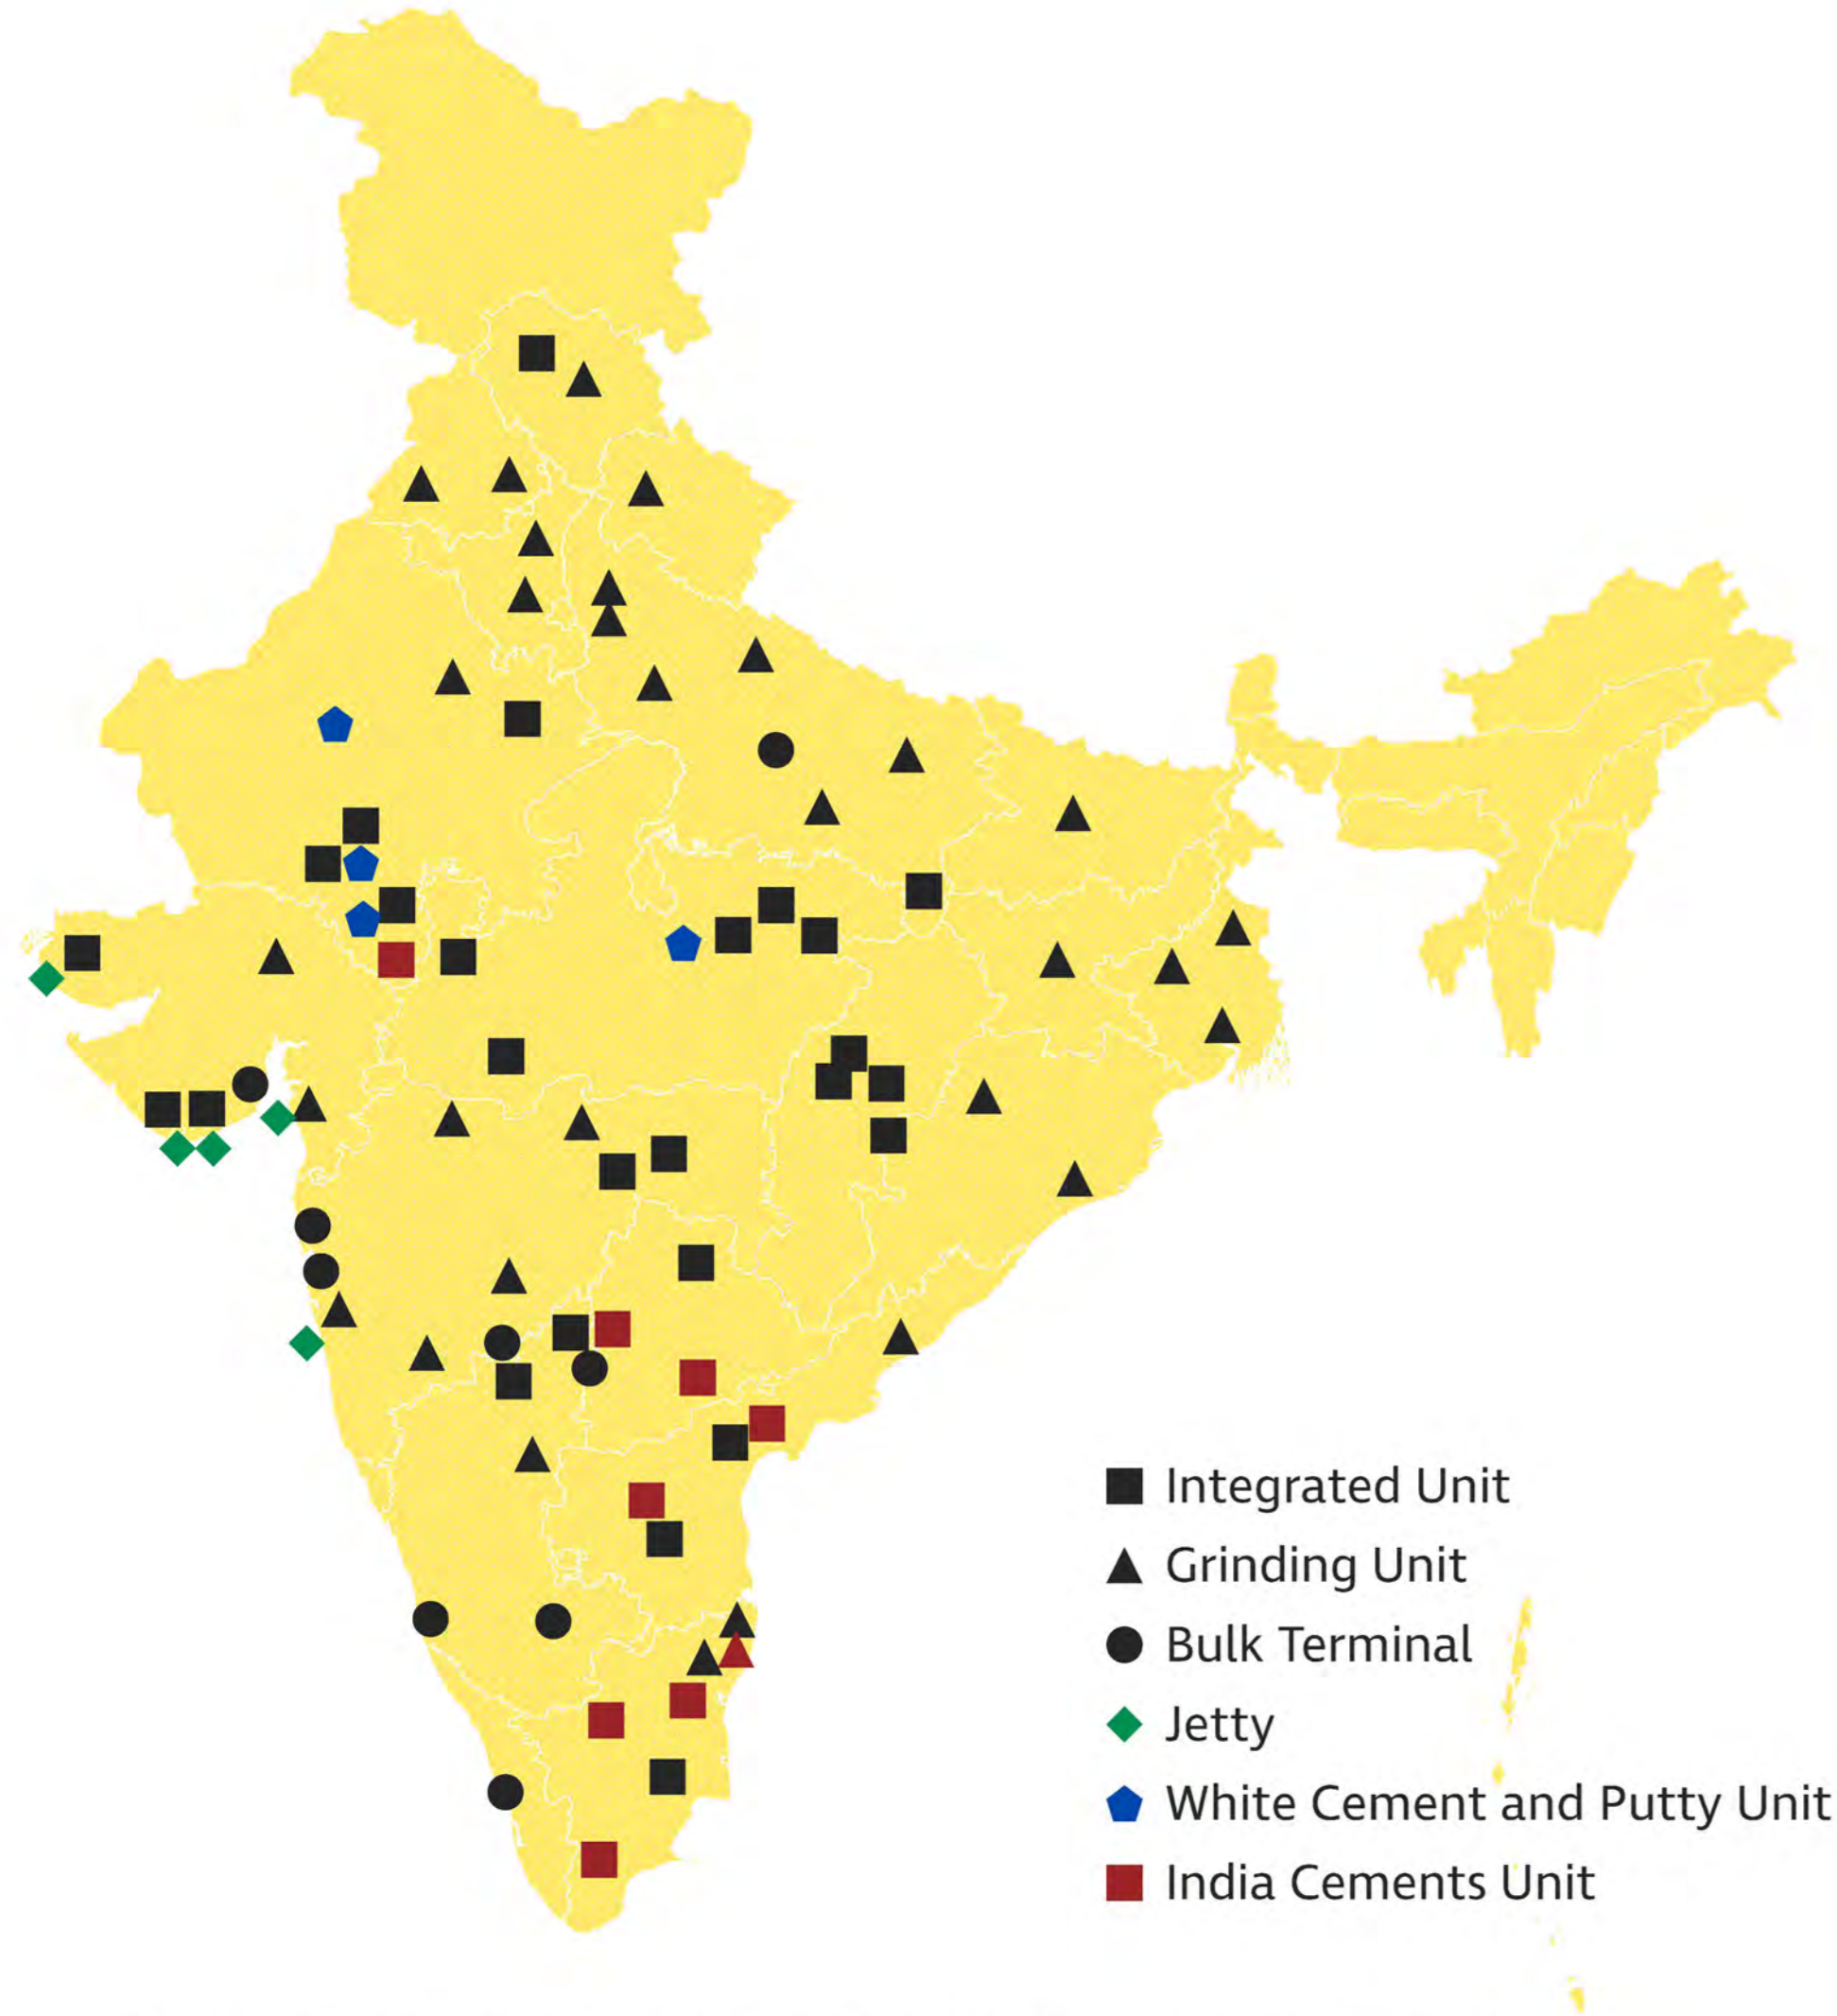 Integrated Unit
Grinding Unit
Bulk Terminal
Jetty
White Cement and Putty Unit
India Cements Unit